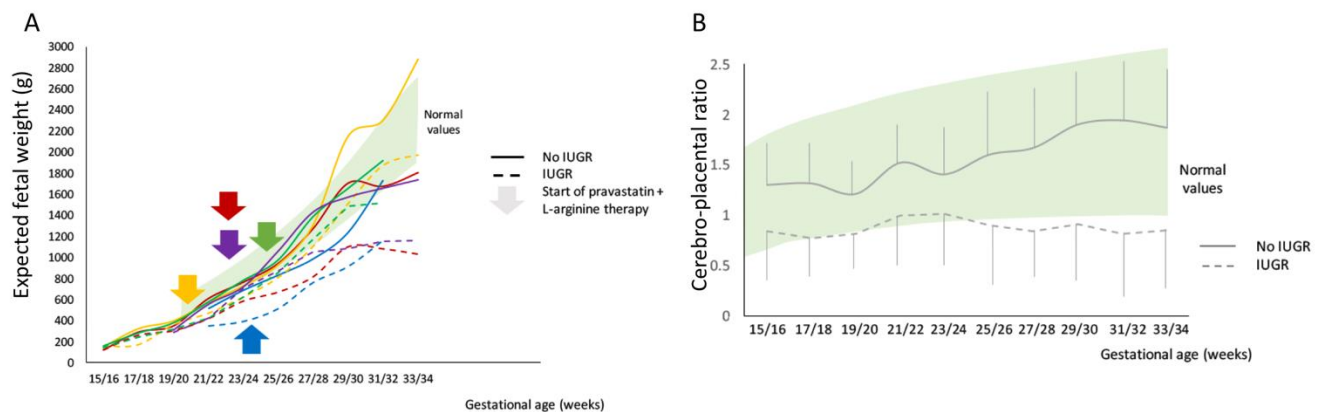 A
Expected fetal weight (g)
3000
2800
2600
2400
2200
2000
1800
1600
1400
1200
1000
800
600
400
200
0
15/16 17/18 19/20 21/22 23/24 25/26 27/28 29/30 31/32 33/34
Gestational age (weeks)
Normal
values
No IUGR
IUGR
Start of pravastatin +
L-arginine therapy
B
Cerebro-placental ratio
2.5
2
1.5
1
0.5
0
15/16 17/18 19/20 21/22 23/24 25/26 27/28 29/30 31/32 33/34
Gestational age (weeks)
Normal
values
No IUGR
IUGR